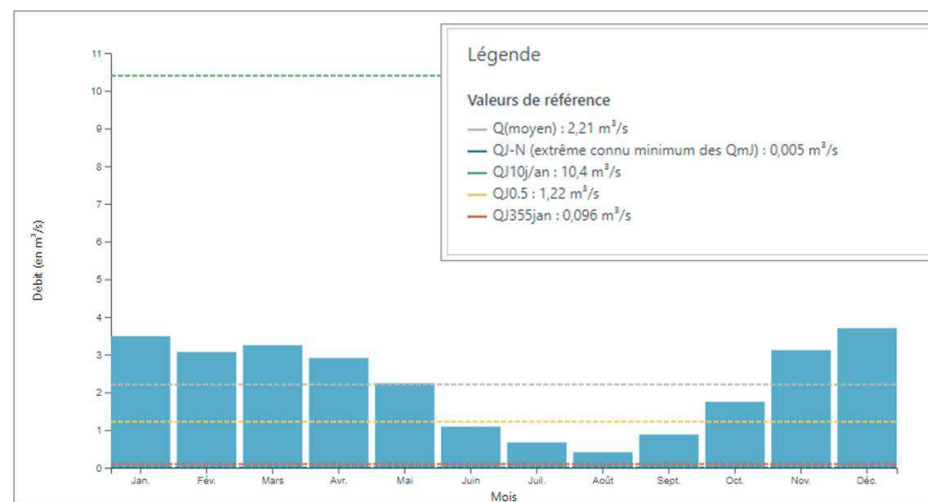 Légende
Valeurs de référence
Q(moyen) : 2,21 m³/s
QJ-N (extrême connu minimum des QmJ) : 0,005 m³/s
QJ10j/an : 10,4 m³/s
QJ0.5 : 1,22 m³/s
QJ355jan : 0,096 m³/s
Débit (en m³/s)
11
10
9
8
7
6
5
4
3
2
1
0
Jan. Fév. Mars Avr. Mai Juin Juil. Août Sept. Oct. Nov. Déc.
Mois